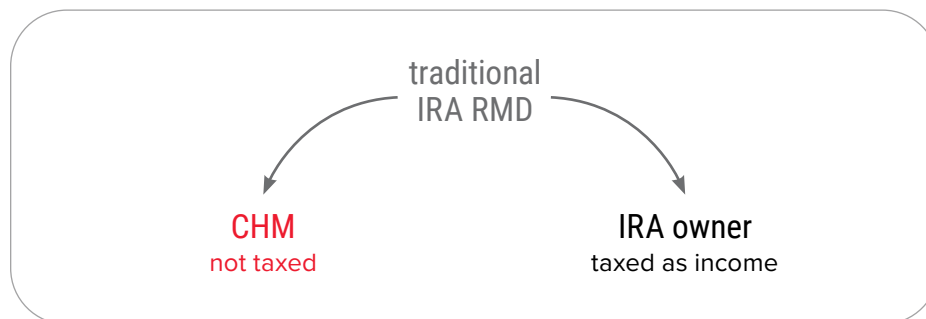 traditional
IRA RMD
CHM
not taxed
IRA owner
taxed as income